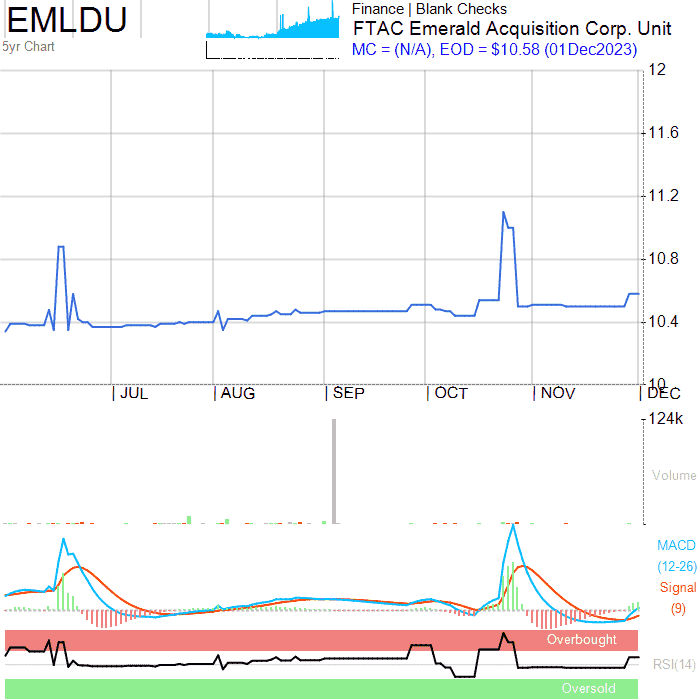 EMLDU
5yr Chart
Finance | Blank Checks
FTAC Emerald Acquisition Corp. Unit
MC = (N/A), EOD = $10.58 (01Dec2023)
12
11.6
11.2
10.8
10.4
10
JUL AUG SEP OCT NOV DEC
124k
Volume
MACD
(12-26)
Signal
(9)
Overbought
RSI(14)
Oversold